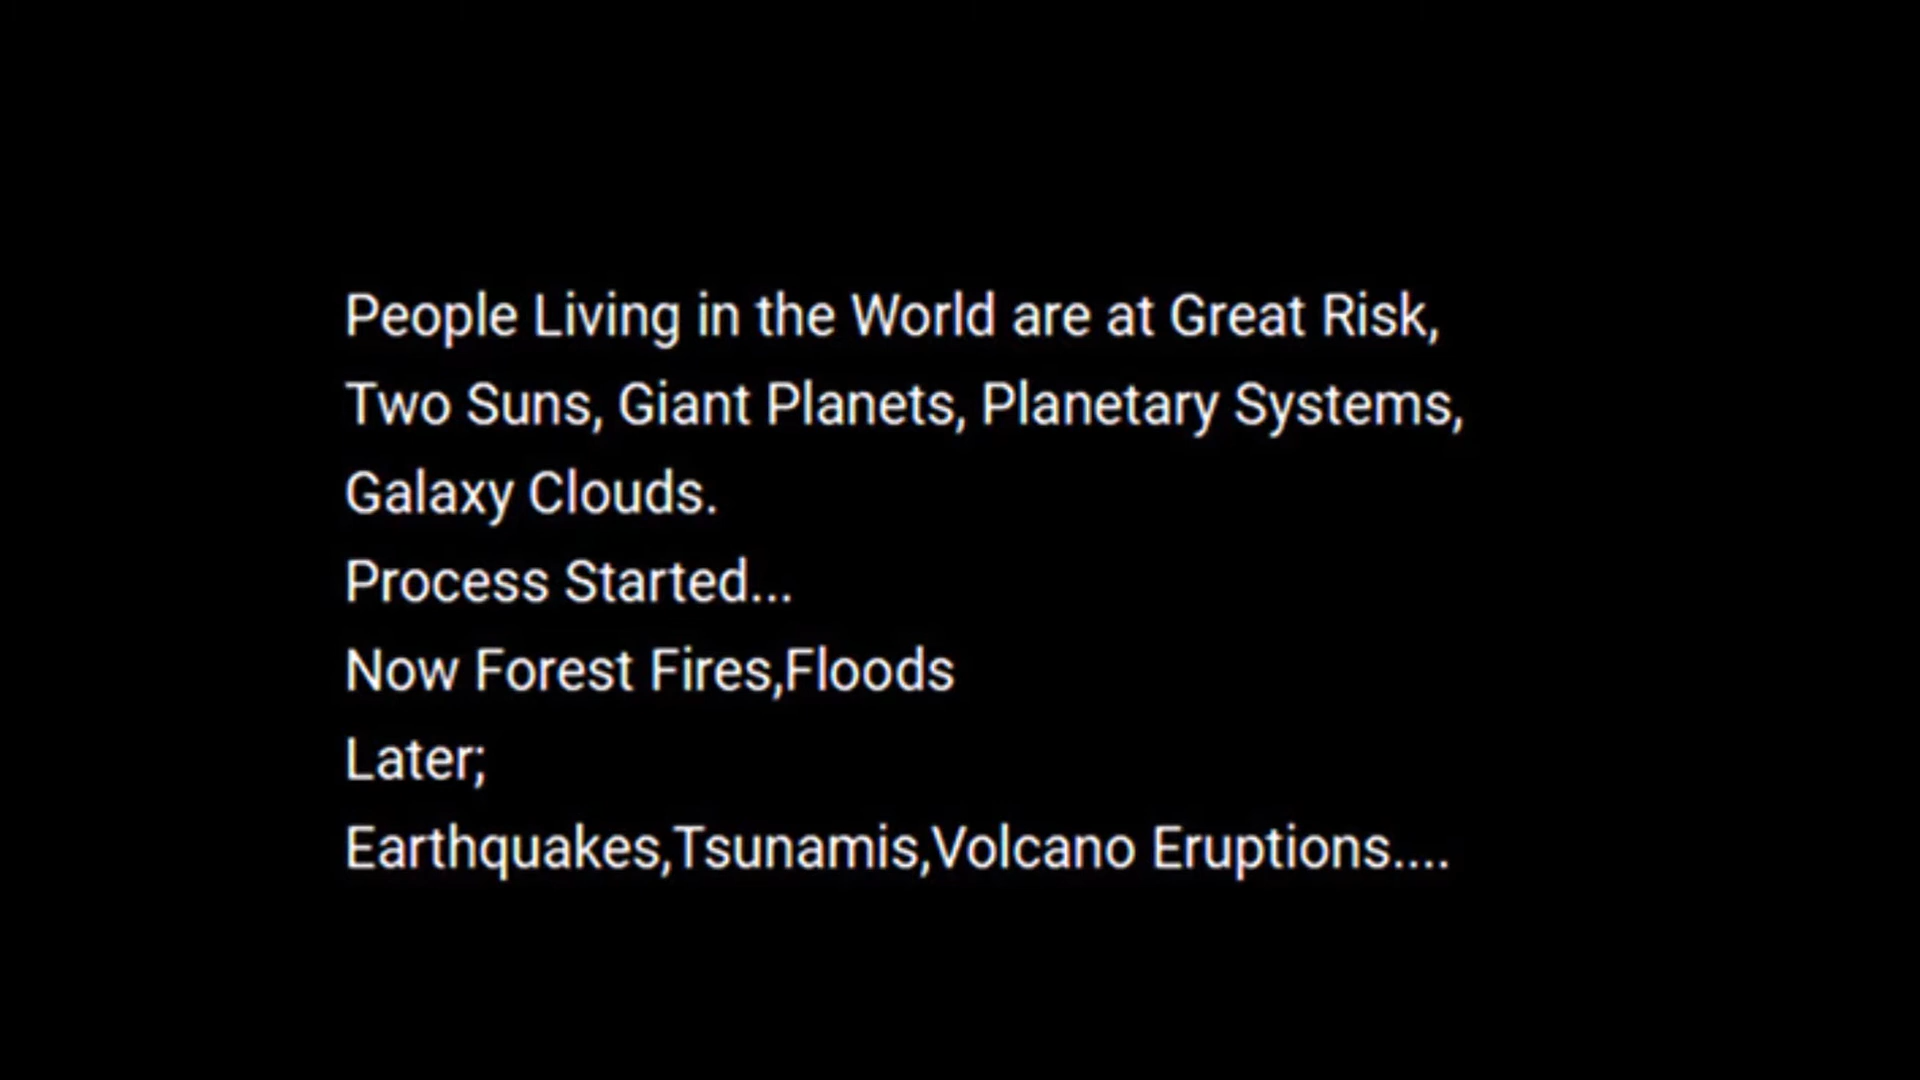 People Living in the World are at Great Risk,
Two Suns, Giant Planets, Planetary Systems,
Galaxy Clouds.
Process Started...
Now Forest Fires,Floods
Later;
Earthquakes,Tsunamis,Volcano Eruptions....